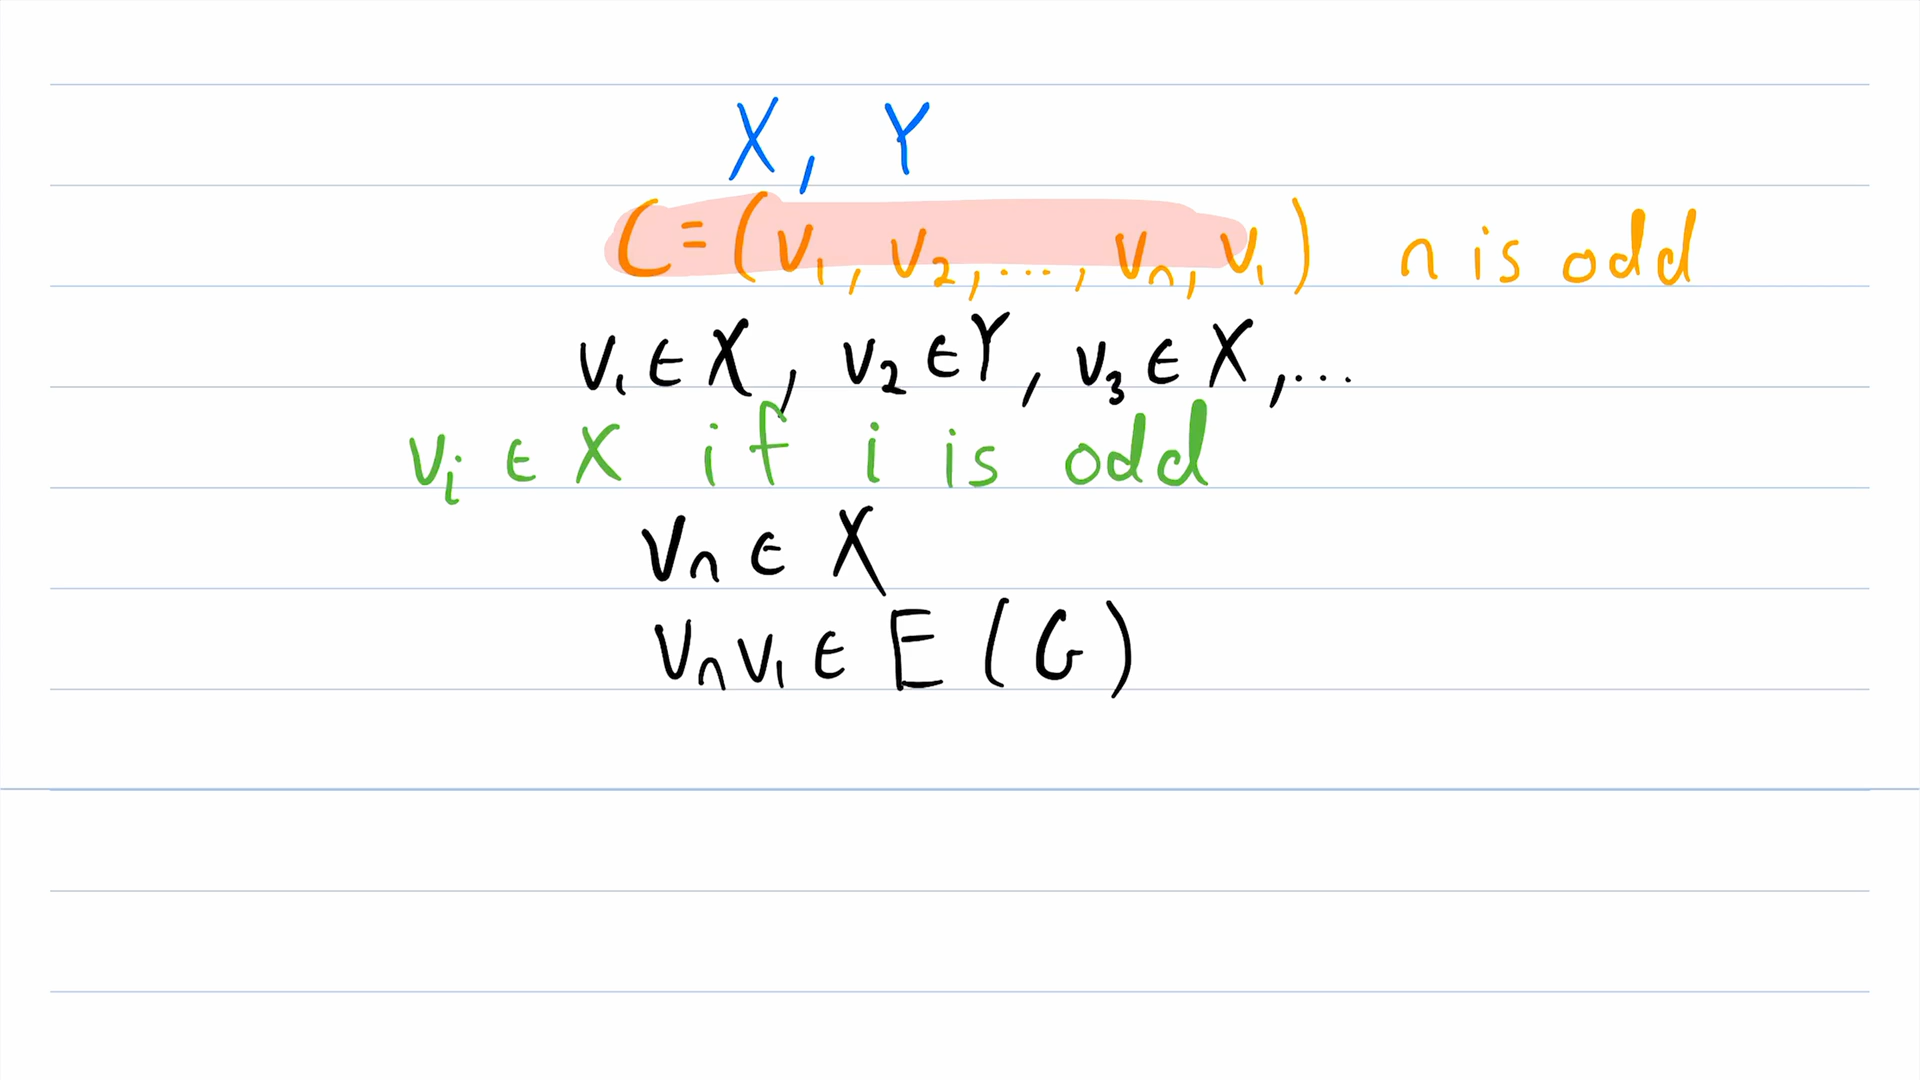 X, Y
C = (v₁, v₂, ..., vₙ, v₁) n is odd
v₁ ∈ X, v₂ ∈ Y, v₃ ∈ X, ...
vᵢ ∈ X if i is odd
vₙ ∈ X
vₙv₁ ∈ E(G)